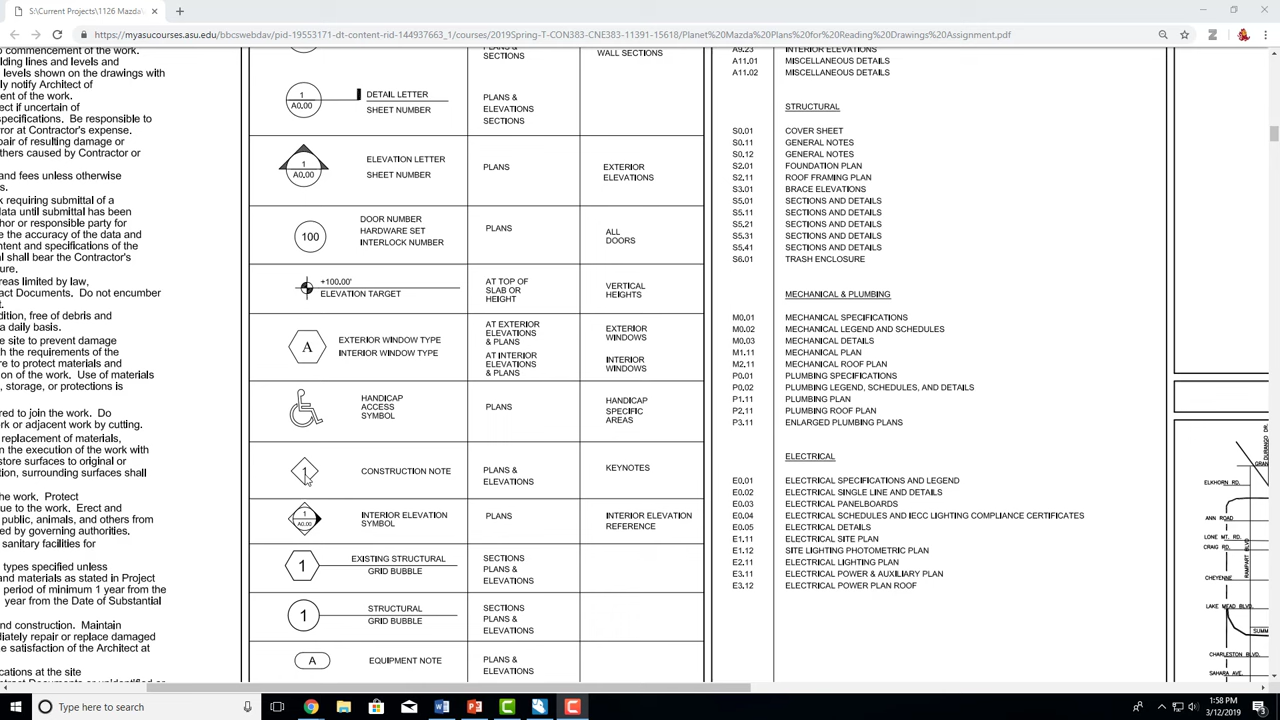 S:\Current Projects\1126 Mazda\
https://myasucourses.asu.edu/bbcswebdav/pid-19553171-dt-content-rid-144937663_1/courses/2019Spring-T-CON383-CNE383-11391-15618/Planet%20Mazda%20Plans%20for%20Reading%20Drawings%20Assignment.pdf
to commencement of the work.
lding lines and levels and
levels shown on the drawings with
ly notify Architect of
ent of the work.
ect if uncertain of
specifications. Be responsible to
rror at Contractor's expense.
pair of resulting damage or
thers caused by Contractor or
and fees unless otherwise
s.
k requiring submittal of a
data until submittal has been
hor or responsible party for
e the accuracy of the data and
ntent and specifications of the
al shall bear the Contractor's
ure.
areas limited by law,
act Documents. Do not encumber
t.
dition, free of debris and
a daily basis.
e site to prevent damage
with the requirements of the
re to protect materials and
on of the work. Use of materials
, storage, or protections is
red to join the work. Do
rk or adjacent work by cutting.
replacement of materials,
n the execution of the work with
store surfaces to original or
ction, surrounding surfaces shall
he work. Protect
ue to the work. Erect and
public, animals, and others from
ed by governing authorities.
sanitary facilities for
types specified unless
and materials as stated in Project
period of minimum 1 year from the
year from the Date of Substantial
nd construction. Maintain
diately repair or replace damaged
e satisfaction of the Architect at
cations at the site
PLANS &
SECTIONS
WALL SECTIONS
1
A0.00
DETAIL LETTER
SHEET NUMBER
PLANS &
ELEVATIONS
SECTIONS
1
A0.00
ELEVATION LETTER
SHEET NUMBER
PLANS
EXTERIOR
ELEVATIONS
100
DOOR NUMBER
HARDWARE SET
INTERLOCK NUMBER
PLANS
ALL
DOORS
+100.00'
ELEVATION TARGET
AT TOP OF
SLAB OR
HEIGHT
VERTICAL
HEIGHTS
A
EXTERIOR WINDOW TYPE
INTERIOR WINDOW TYPE
AT EXTERIOR
ELEVATIONS
& PLANS
AT INTERIOR
ELEVATIONS
& PLANS
EXTERIOR
WINDOWS
INTERIOR
WINDOWS
HANDICAP
ACCESS
SYMBOL
PLANS
HANDICAP
SPECIFIC
AREAS
1
CONSTRUCTION NOTE
PLANS &
ELEVATIONS
KEYNOTES
1
A0.00
INTERIOR ELEVATION
SYMBOL
PLANS
INTERIOR ELEVATION
REFERENCE
1
EXISTING STRUCTURAL
GRID BUBBLE
SECTIONS
PLANS &
ELEVATIONS
1
STRUCTURAL
GRID BUBBLE
SECTIONS
PLANS &
ELEVATIONS
A
EQUIPMENT NOTE
PLANS &
ELEVATIONS
A9.23 INTERIOR ELEVATIONS
A11.01 MISCELLANEOUS DETAILS
A11.02 MISCELLANEOUS DETAILS
STRUCTURAL
S0.01 COVER SHEET
S0.11 GENERAL NOTES
S0.12 GENERAL NOTES
S2.01 FOUNDATION PLAN
S2.11 ROOF FRAMING PLAN
S3.01 BRACE ELEVATIONS
S5.01 SECTIONS AND DETAILS
S5.11 SECTIONS AND DETAILS
S5.21 SECTIONS AND DETAILS
S5.31 SECTIONS AND DETAILS
S5.41 SECTIONS AND DETAILS
S6.01 TRASH ENCLOSURE
MECHANICAL & PLUMBING
M0.01 MECHANICAL SPECIFICATIONS
M0.02 MECHANICAL LEGEND AND SCHEDULES
M0.03 MECHANICAL DETAILS
M1.11 MECHANICAL PLAN
M2.11 MECHANICAL ROOF PLAN
P0.01 PLUMBING SPECIFICATIONS
P0.02 PLUMBING LEGEND, SCHEDULES, AND DETAILS
P1.11 PLUMBING PLAN
P2.11 PLUMBING ROOF PLAN
P3.11 ENLARGED PLUMBING PLANS
ELECTRICAL
E0.01 ELECTRICAL SPECIFICATIONS AND LEGEND
E0.02 ELECTRICAL SINGLE LINE AND DETAILS
E0.03 ELECTRICAL PANELBOARDS
E0.04 ELECTRICAL SCHEDULES AND IECC LIGHTING COMPLIANCE CERTIFICATES
E0.05 ELECTRICAL DETAILS
E1.11 ELECTRICAL SITE PLAN
E1.12 SITE LIGHTING PHOTOMETRIC PLAN
E2.11 ELECTRICAL LIGHTING PLAN
E3.11 ELECTRICAL POWER & AUXILIARY PLAN
E3.12 ELECTRICAL POWER PLAN ROOF
DURANGO DR.
GRAN
ELKHORN RD.
ANN ROAD
LONE MT. RD.
CRAIG RD.
RAMPART BLVD
CHEYENNE
LAKE MEAD BLVD.
SUMM
CHARLESTON BLVD.
SAHARA AVE.
Type here to search
1:58 PM
3/12/2019
3